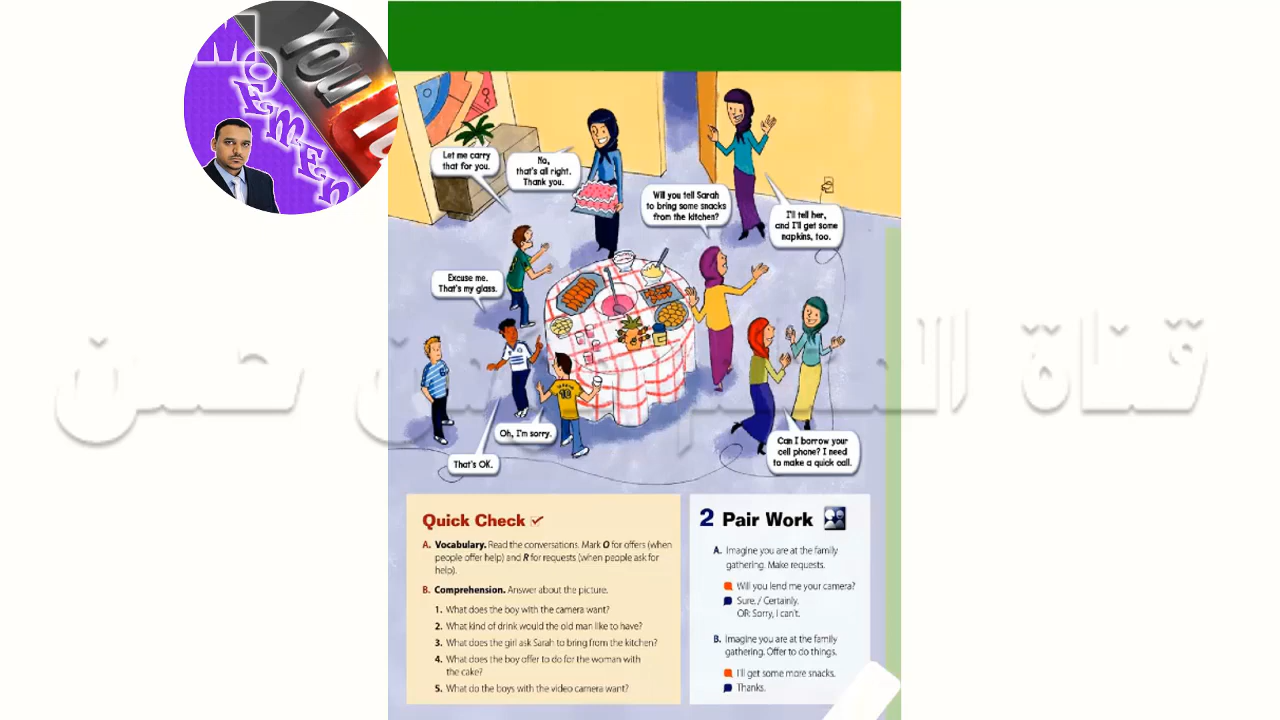 MOEMEN
YOU
Let me carry
that for you.
No,
that's all right.
Thank you.
Will you tell Sarah
to bring some snacks
from the kitchen?
I'll tell her,
and I'll get some
napkins, too.
Excuse me.
That's my glass.
Oh, I'm sorry.
That's OK.
Can I borrow your
cell phone? I need
to make a quick call.
10
قناة
حسن
Quick Check
A. Vocabulary. Read the conversations. Mark O for offers (when
people offer help) and R for requests (when people ask for
help).
B. Comprehension. Answer about the picture.
1. What does the boy with the camera want?
2. What kind of drink would the old man like to have?
3. What does the girl ask Sarah to bring from the kitchen?
4. What does the boy offer to do for the woman with
the cake?
5. What do the boys with the video camera want?
2 Pair Work
A. Imagine you are at the family
gathering. Make requests.
Will you lend me your camera?
Sure. / Certainly.
OR: Sorry, I can't.
B. Imagine you are at the family
gathering. Offer to do things.
I'll get some more snacks.
Thanks.